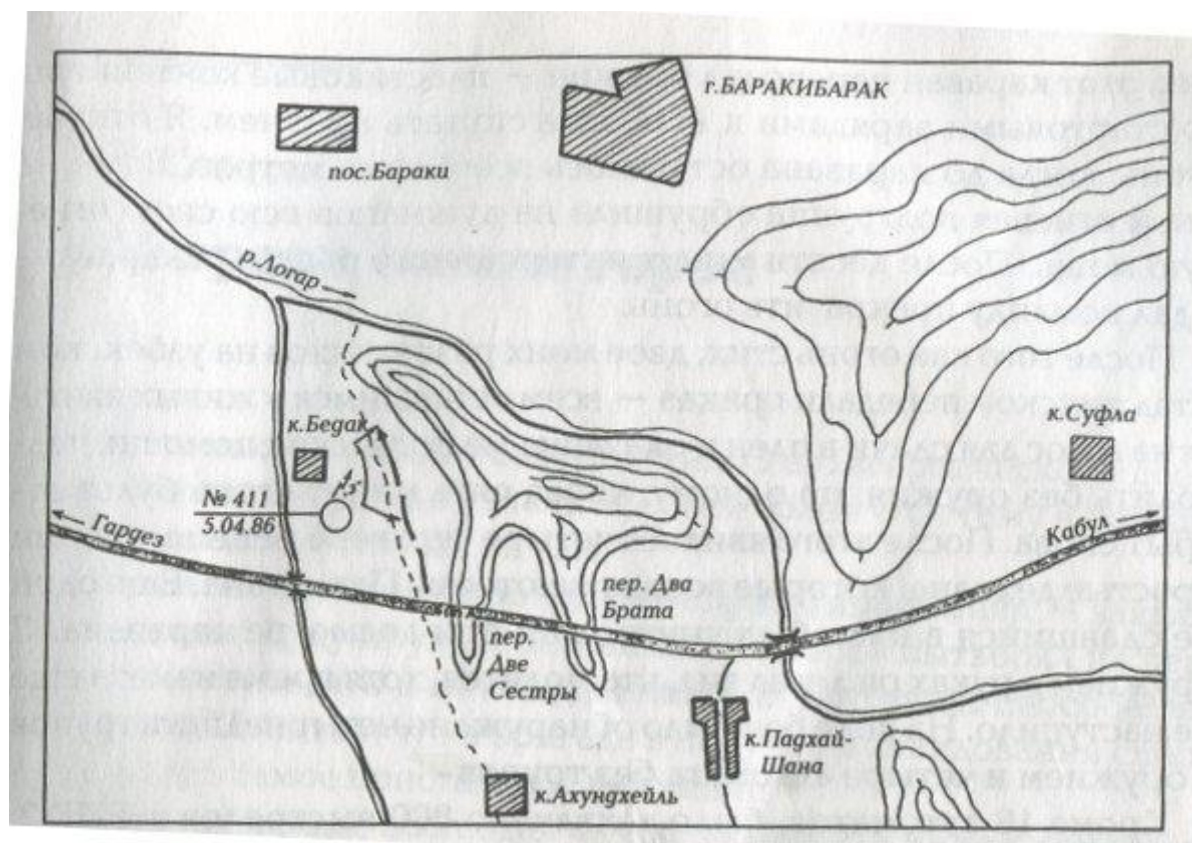 г.БАРАКИБАРАК
пос.Бараки
р.Логар
к.Суфла
к.Бедак
№ 411
5.04.86
Гардез
Кабул
пер. Два
Брата
пер.
Две
Сестры
к.Падхай-
Шана
к.Ахундхейль